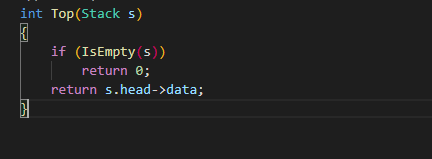 int Top(Stack s)
{
    if (IsEmpty(s))
        return 0;
    return s.head->data;
}